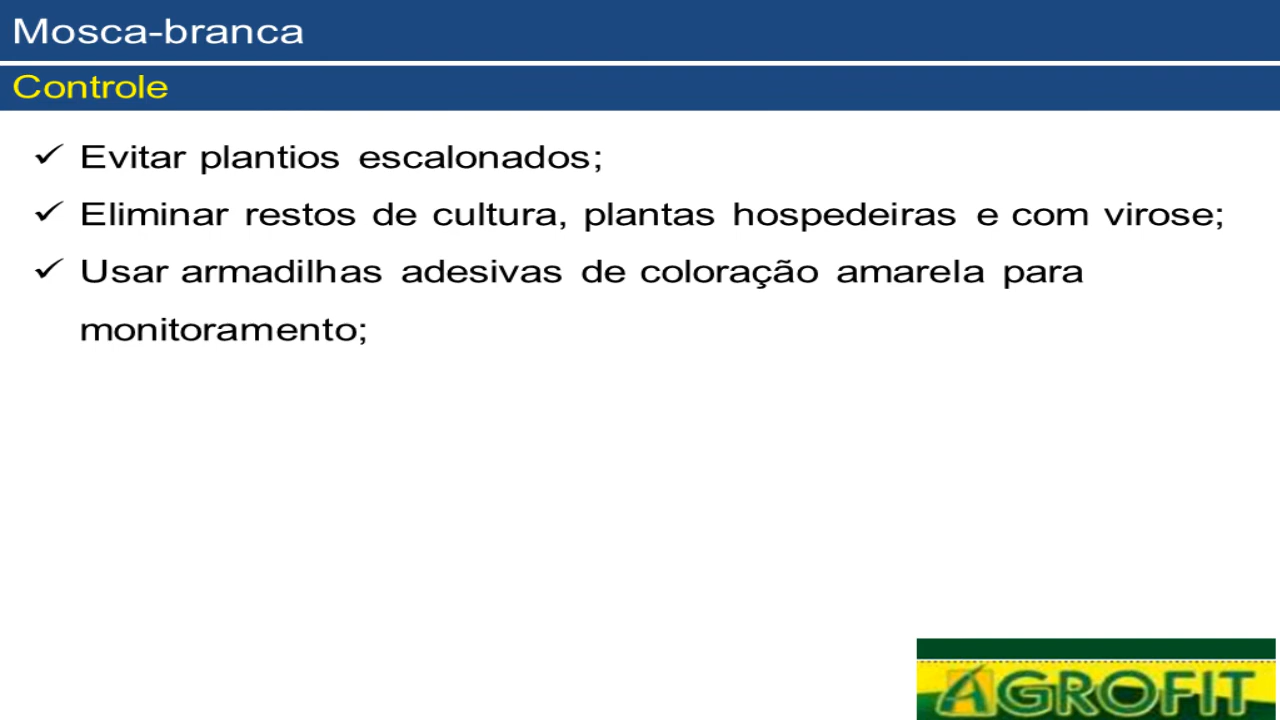 Mosca-branca
Controle
✓ Evitar plantios escalonados;
✓ Eliminar restos de cultura, plantas hospedeiras e com virose;
✓ Usar armadilhas adesivas de coloração amarela para
monitoramento;
AGROFIT